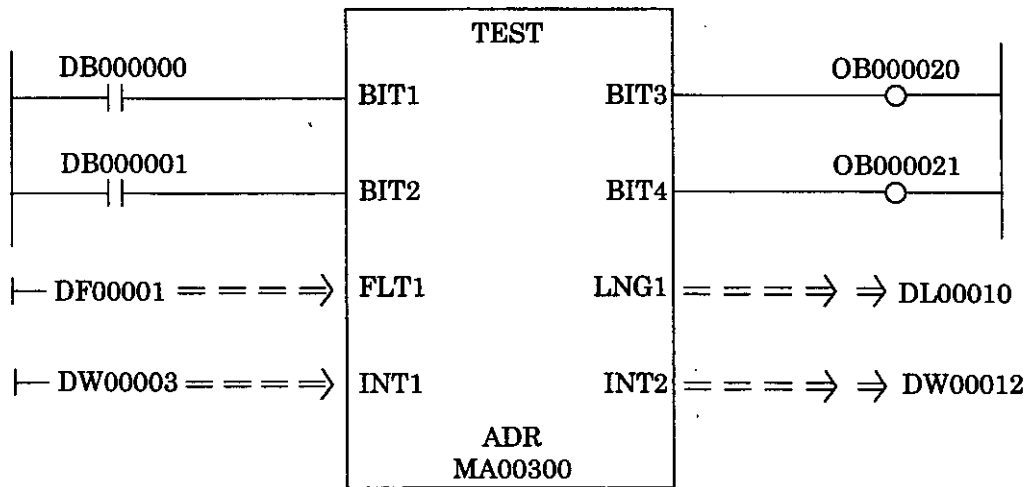 TEST
DB000000 BIT1 BIT3 OB000020
DB000001 BIT2 BIT4 OB000021
DF00001 FLT1 LNG1 DL00010
DW00003 INT1 INT2 DW00012
ADR
MA00300